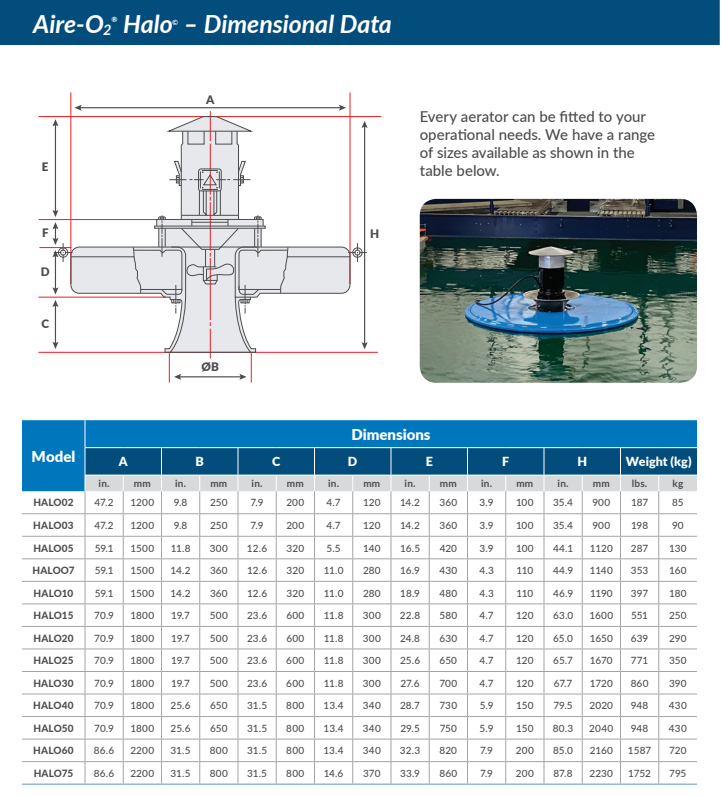 Aire-O2® Halo© – Dimensional Data
A
E
F
H
D
C
ØB
Every aerator can be fitted to your
operational needs. We have a range
of sizes available as shown in the
table below.
Model Dimensions
A B C D E F H Weight (kg)
in. mm in. mm in. mm in. mm in. mm in. mm in. mm lbs. kg
HALO02 47.2 1200 9.8 250 7.9 200 4.7 120 14.2 360 3.9 100 35.4 900 187 85
HALO03 47.2 1200 9.8 250 7.9 200 4.7 120 14.2 360 3.9 100 35.4 900 198 90
HALO05 59.1 1500 11.8 300 12.6 320 5.5 140 16.5 420 3.9 100 44.1 1120 287 130
HALOO7 59.1 1500 14.2 360 12.6 320 11.0 280 16.9 430 4.3 110 44.9 1140 353 160
HALO10 59.1 1500 14.2 360 12.6 320 11.0 280 18.9 480 4.3 110 46.9 1190 397 180
HALO15 70.9 1800 19.7 500 23.6 600 11.8 300 22.8 580 4.7 120 63.0 1600 551 250
HALO20 70.9 1800 19.7 500 23.6 600 11.8 300 24.8 630 4.7 120 65.0 1650 639 290
HALO25 70.9 1800 19.7 500 23.6 600 11.8 300 25.6 650 4.7 120 65.7 1670 771 350
HALO30 70.9 1800 19.7 500 23.6 600 11.8 300 27.6 700 4.7 120 67.7 1720 860 390
HALO40 70.9 1800 25.6 650 31.5 800 13.4 340 28.7 730 5.9 150 79.5 2020 948 430
HALO50 70.9 1800 25.6 650 31.5 800 13.4 340 29.5 750 5.9 150 80.3 2040 948 430
HALO60 86.6 2200 31.5 800 31.5 800 13.4 340 32.3 820 7.9 200 85.0 2160 1587 720
HALO75 86.6 2200 31.5 800 31.5 800 14.6 370 33.9 860 7.9 200 87.8 2230 1752 795